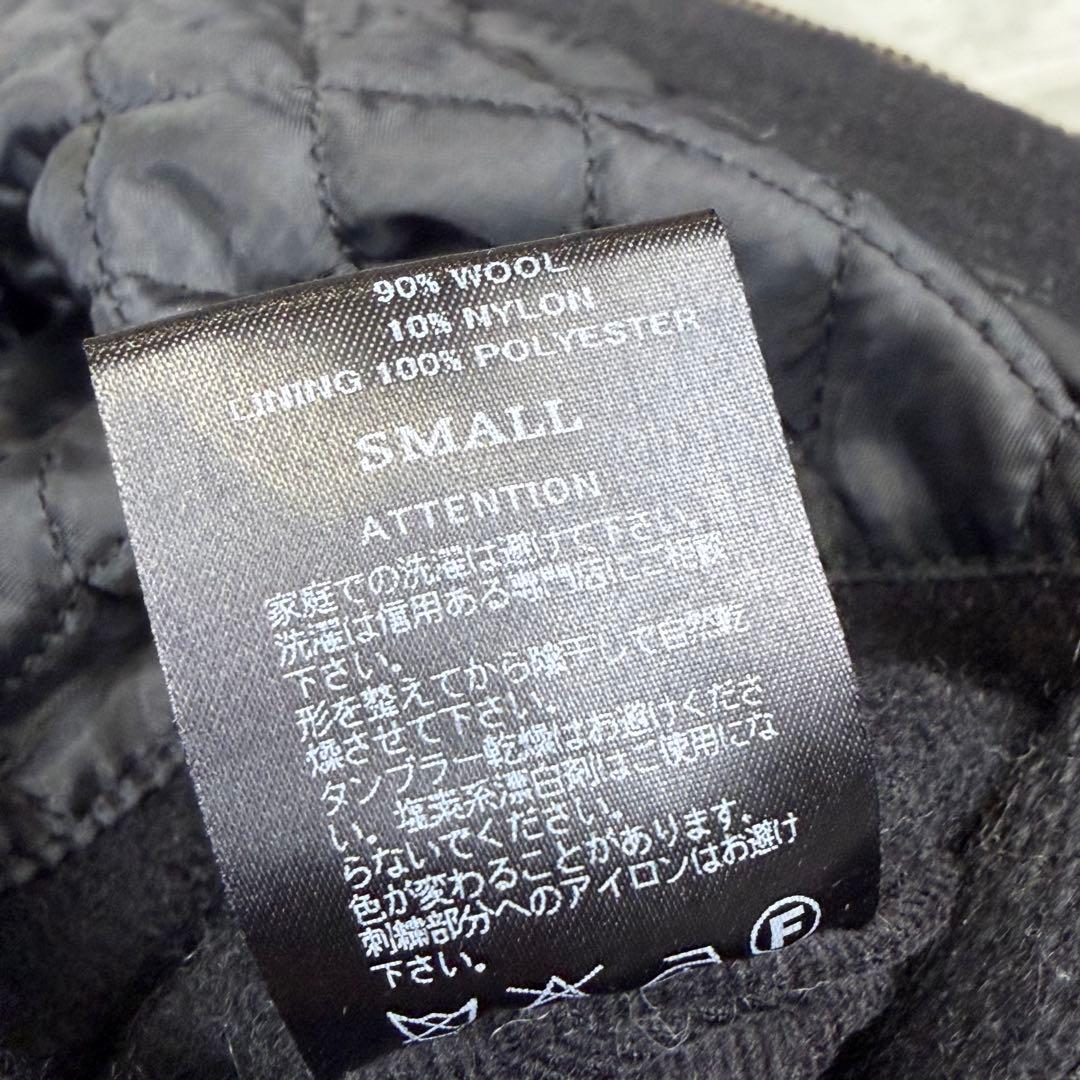 90% WOOL
10% NYLON
LINING 100% POLYESTER
SMALL
ATTENTION
家庭での洗濯は避けて下さい。
洗濯は信用ある専門店にご相談
下さい。
形を整えてから陰干しで自然乾
燥させて下さい。
タンブラー乾燥はお避けくださ
い。塩素系漂白剤はご使用にな
らないでください。
色が変わることがあります。
刺繍部分へのアイロンはお避け
下さい。
F